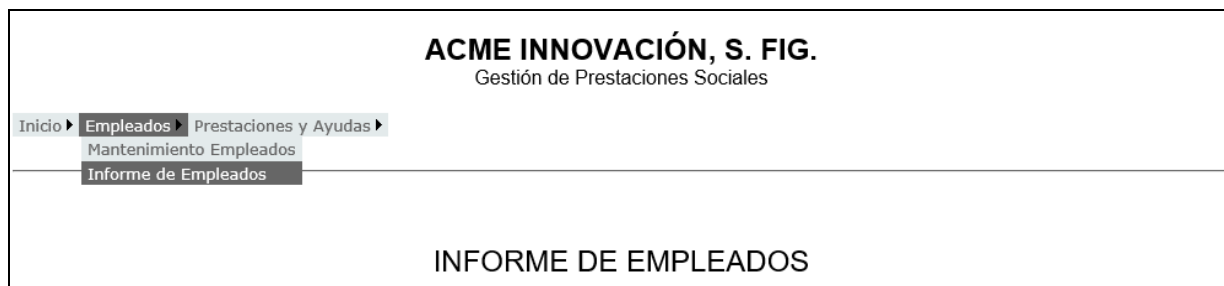 ACME INNOVACIÓN, S. FIG.
Gestión de Prestaciones Sociales
Inicio Empleados Prestaciones y Ayudas
Mantenimiento Empleados
Informe de Empleados
INFORME DE EMPLEADOS